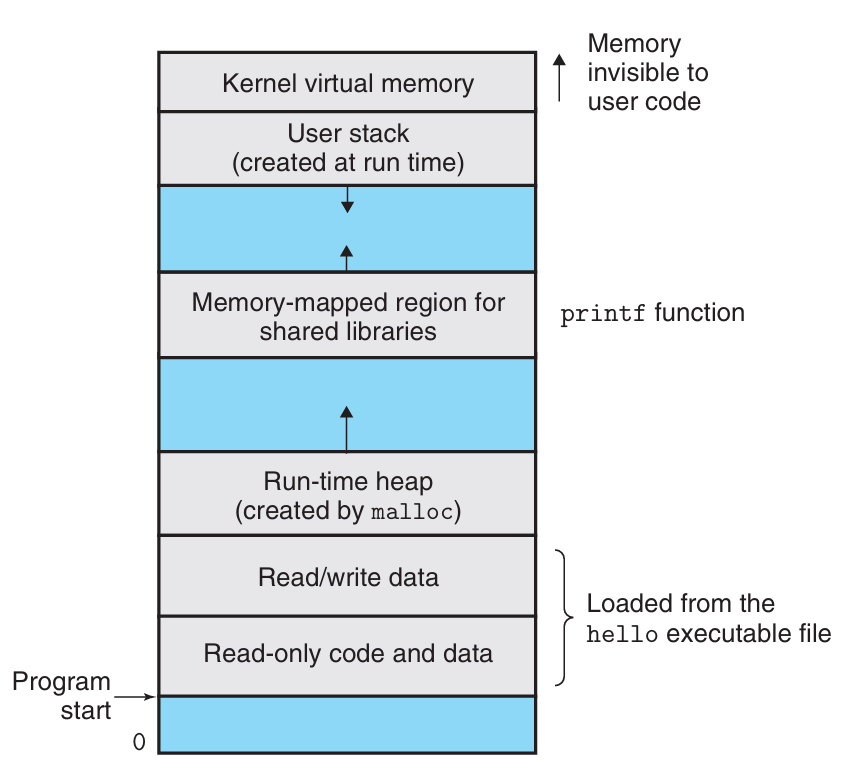 Memory
invisible to
user code
Kernel virtual memory
User stack
(created at run time)
Memory-mapped region for
shared libraries
printf function
Run-time heap
(created by malloc)
Read/write data
Loaded from the
hello executable file
Read-only code and data
Program
start
0